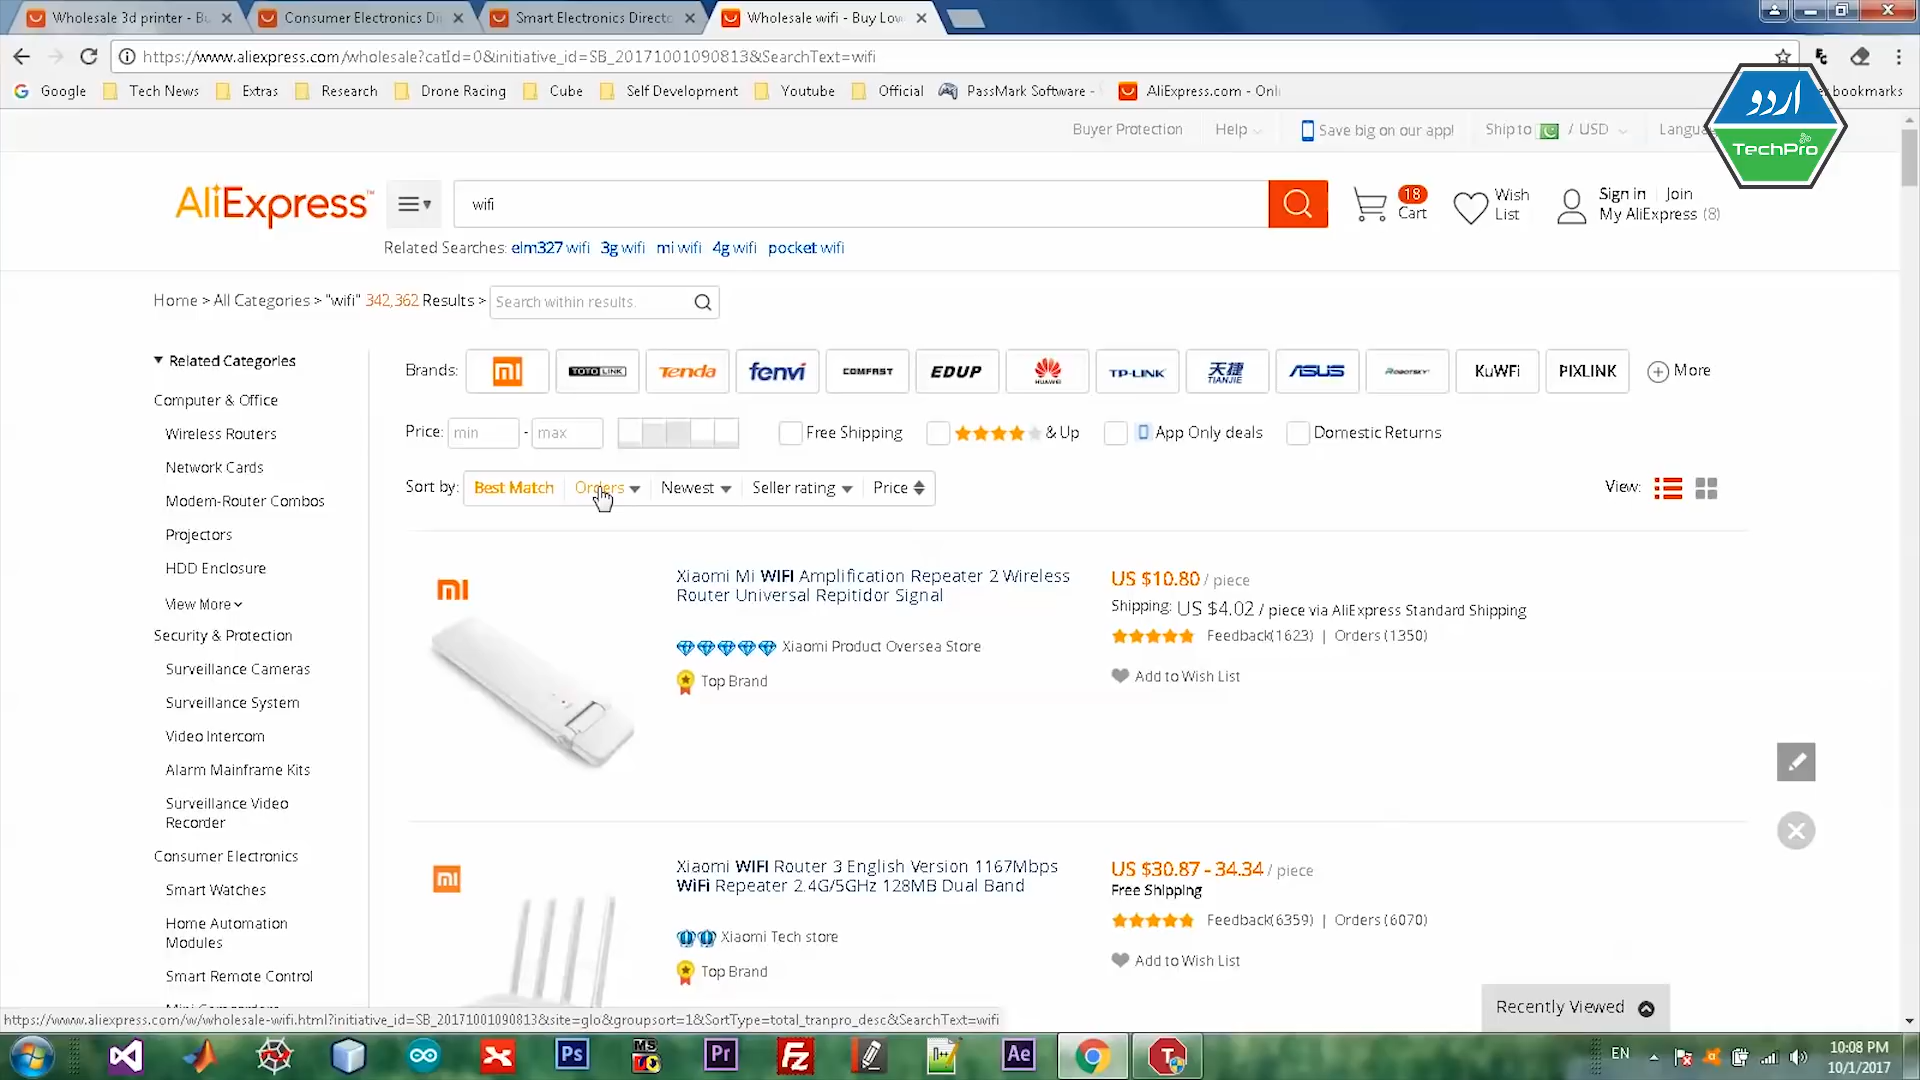 Wholesale 3d printer - Bu
Consumer Electronics Di
Smart Electronics Directo
Wholesale wifi - Buy Low
https://www.aliexpress.com/wholesale?catId=0&initiative_id=SB_20171001090813&SearchText=wifi
Google
Tech News
Extras
Research
Drone Racing
Cube
Self Development
Youtube
Official
PassMark Software -
AliExpress.com - Onli
bookmarks
اردو
TechPro
Buyer Protection
Help
Save big on our app!
Ship to / USD
Langua
AliExpress™
wifi
18
Cart
Wish
List
Sign in | Join
My AliExpress (8)
Related Searches: elm327 wifi 3g wifi mi wifi 4g wifi pocket wifi
Home > All Categories > "wifi" 342,362 Results > Search within results.
Related Categories
Computer & Office
Wireless Routers
Network Cards
Modem-Router Combos
Projectors
HDD Enclosure
View More
Security & Protection
Surveillance Cameras
Surveillance System
Video Intercom
Alarm Mainframe Kits
Surveillance Video
Recorder
Consumer Electronics
Smart Watches
Home Automation
Modules
Smart Remote Control
Brands: mi TOTO LINK Tenda fenvi COMFAST EDUP HUAWEI TP-LINK 天捷 TIANJIE ASUS ROBOTSKY KuWFi PIXLINK More
Price: min - max Free Shipping & Up App Only deals Domestic Returns
Sort by: Best Match Orders Newest Seller rating Price View:
mi
Xiaomi Mi WIFI Amplification Repeater 2 Wireless
Router Universal Repitidor Signal
Xiaomi Product Oversea Store
Top Brand
US $10.80 / piece
Shipping: US $4.02 / piece via AliExpress Standard Shipping
Feedback(1623) | Orders (1350)
Add to Wish List
mi
Xiaomi WIFI Router 3 English Version 1167Mbps
WiFi Repeater 2.4G/5GHz 128MB Dual Band
Xiaomi Tech store
Top Brand
US $30.87 - 34.34 / piece
Free Shipping
Feedback(6359) | Orders (6070)
Add to Wish List
Recently Viewed
https://www.aliexpress.com/w/wholesale-wifi.html?initiative_id=SB_20171001090813&site=glo&groupsort=1&SortType=total_tranpro_desc&SearchText=wifi
Ps
MS
Pr
Fz
Ae
T
EN
10:08 PM
10/1/2017